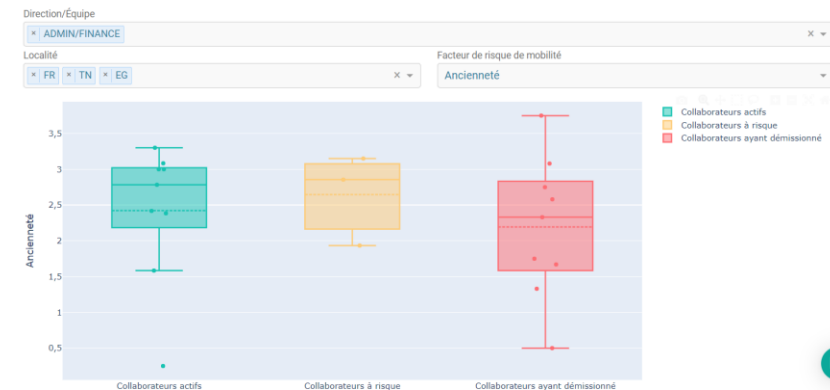 Direction/Équipe
× ADMIN/FINANCE
×
Localité
Facteur de risque de mobilité
× FR × TN × EG
×
Ancienneté
Collaborateurs actifs
Collaborateurs à risque
Collaborateurs ayant démissionné
3,5
3
2,5
2
1,5
1
0,5
Ancienneté
Collaborateurs actifs
Collaborateurs à risque
Collaborateurs ayant démissionné